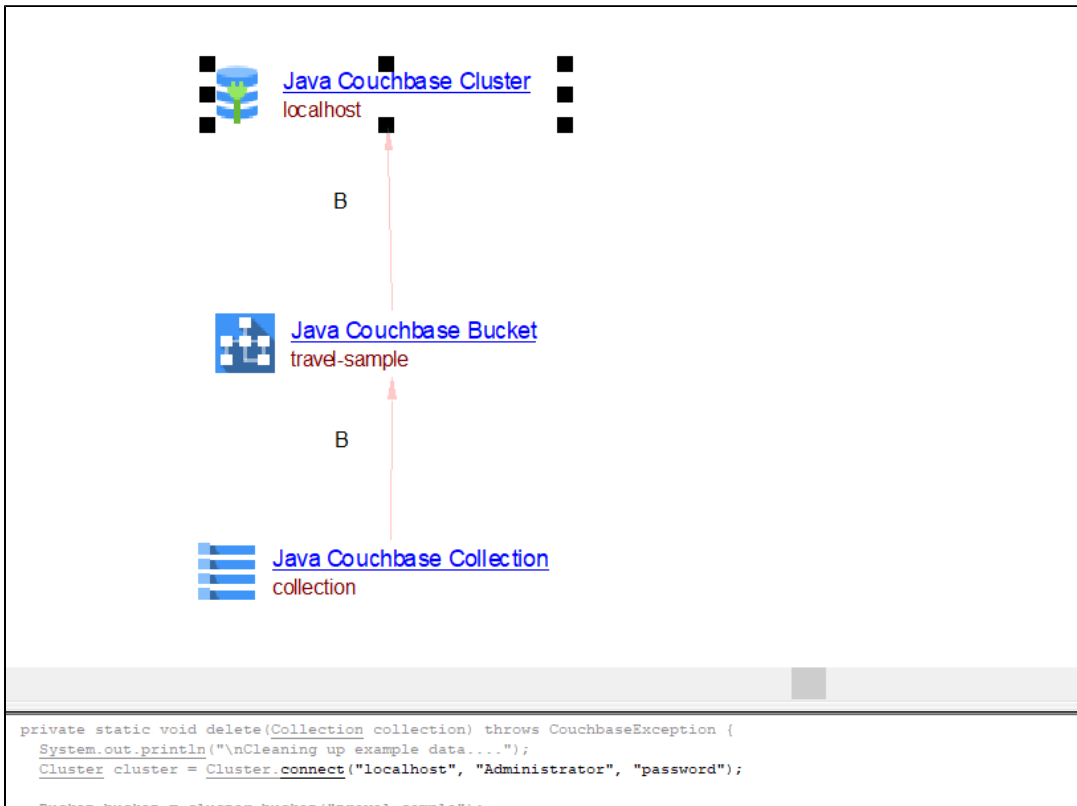 Java Couchbase Cluster
localhost
B
Java Couchbase Bucket
travel-sample
B
Java Couchbase Collection
collection
private static void delete(Collection collection) throws CouchbaseException {
System.out.println("\nCleaning up example data....");
Cluster cluster = Cluster.connect("localhost", "Administrator", "password");